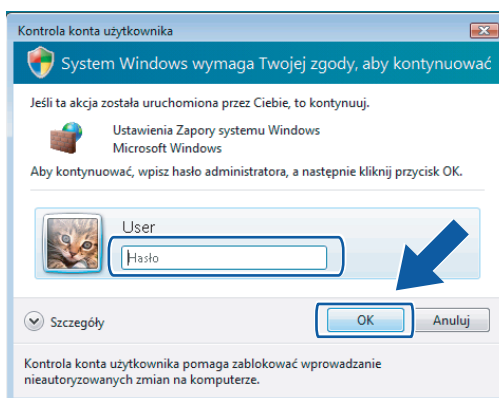 Kontrola konta użytkownika
System Windows wymaga Twojej zgody, aby kontynuować
Jeśli ta akcja została uruchomiona przez Ciebie, to kontynuuj.
Ustawienia Zapory systemu Windows
Microsoft Windows
Aby kontynuować, wpisz hasło administratora, a następnie kliknij przycisk OK.
User
Hasło
Szczegóły
OK
Anuluj
Kontrola konta użytkownika pomaga zablokować wprowadzanie
nieautoryzowanych zmian na komputerze.